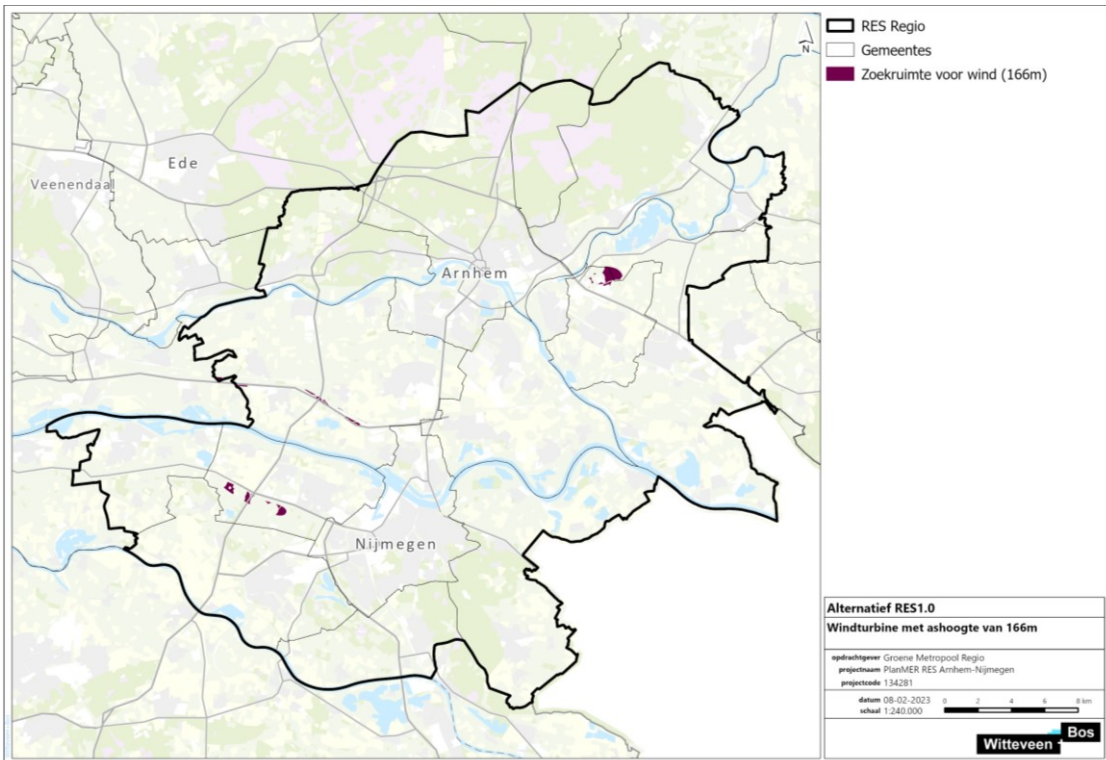 N
RES Regio
Gemeentes
Zoekruimte voor wind (166m)
Ede
Veenendaal
Arnhem
Nijmegen
Alternatief RES1.0
Windturbine met ashoogte van 166m
opdrachtgever Groene Metropool Regio
projectnaam PlanMER RES Arnhem-Nijmegen
projectcode 134281
datum 08-02-2023
schaal 1:240.000
0 2 4 6 8 km
Witteveen + Bos